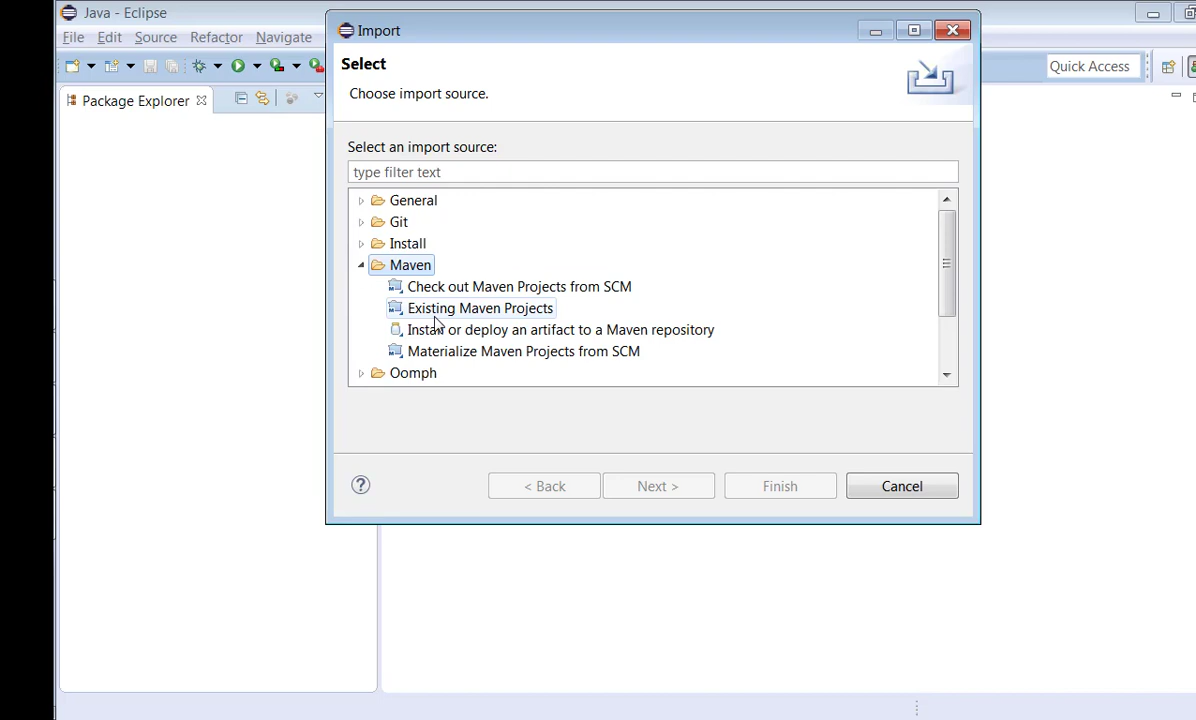 Java - Eclipse
File Edit Source Refactor Navigate
Quick Access
Package Explorer
Import
Select
Choose import source.
Select an import source:
type filter text
General
Git
Install
Maven
Check out Maven Projects from SCM
Existing Maven Projects
Install or deploy an artifact to a Maven repository
Materialize Maven Projects from SCM
Oomph
< Back Next > Finish Cancel